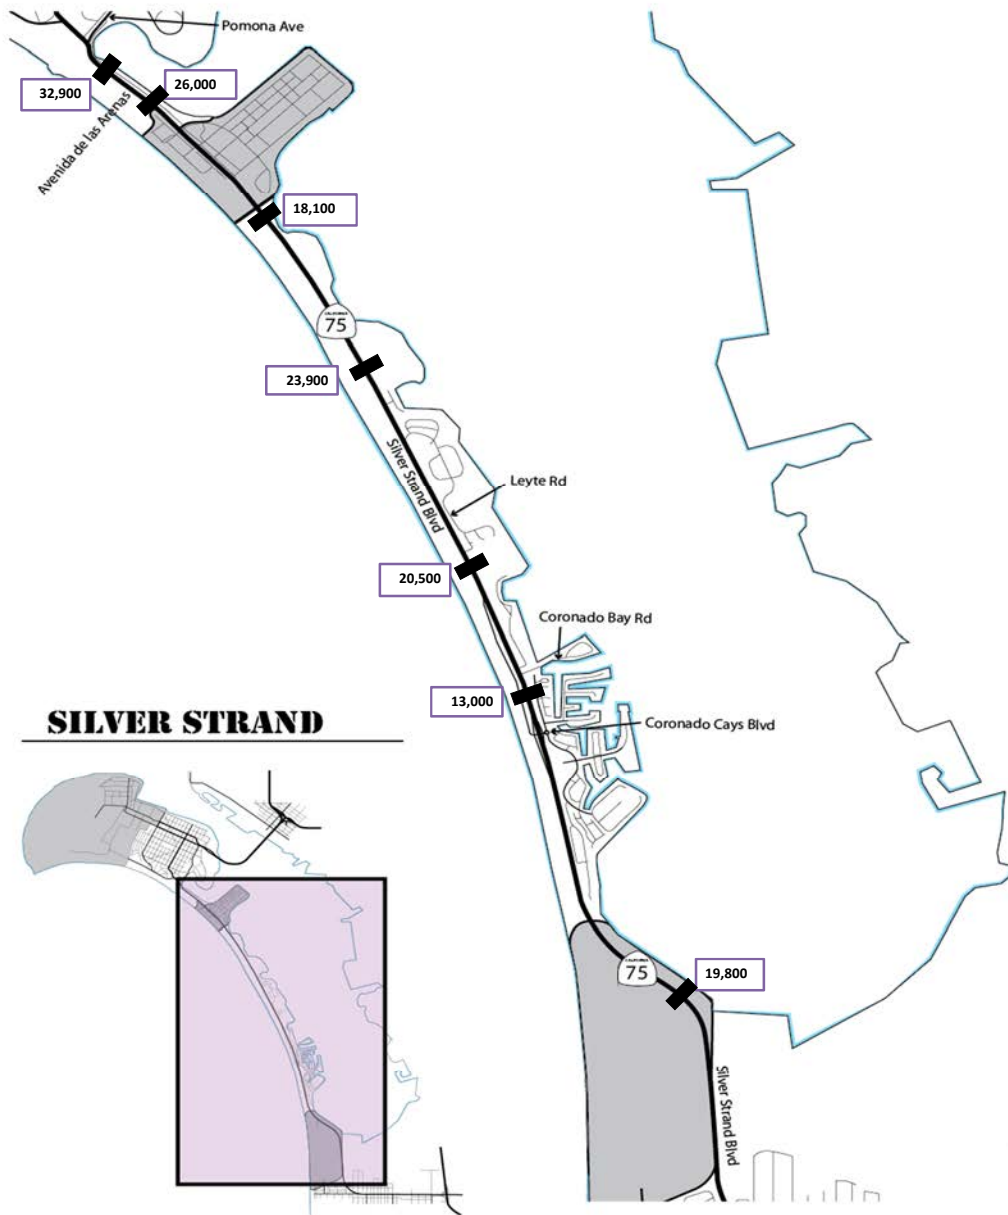 Pomona Ave
32,900
26,000
Avenida de las Arenas
18,100
CALIFORNIA
75
23,900
Silver Strand Blvd
Leyte Rd
20,500
Coronado Bay Rd
13,000
Coronado Cays Blvd
SILVER STRAND
CALIFORNIA
75
19,800
Silver Strand Blvd